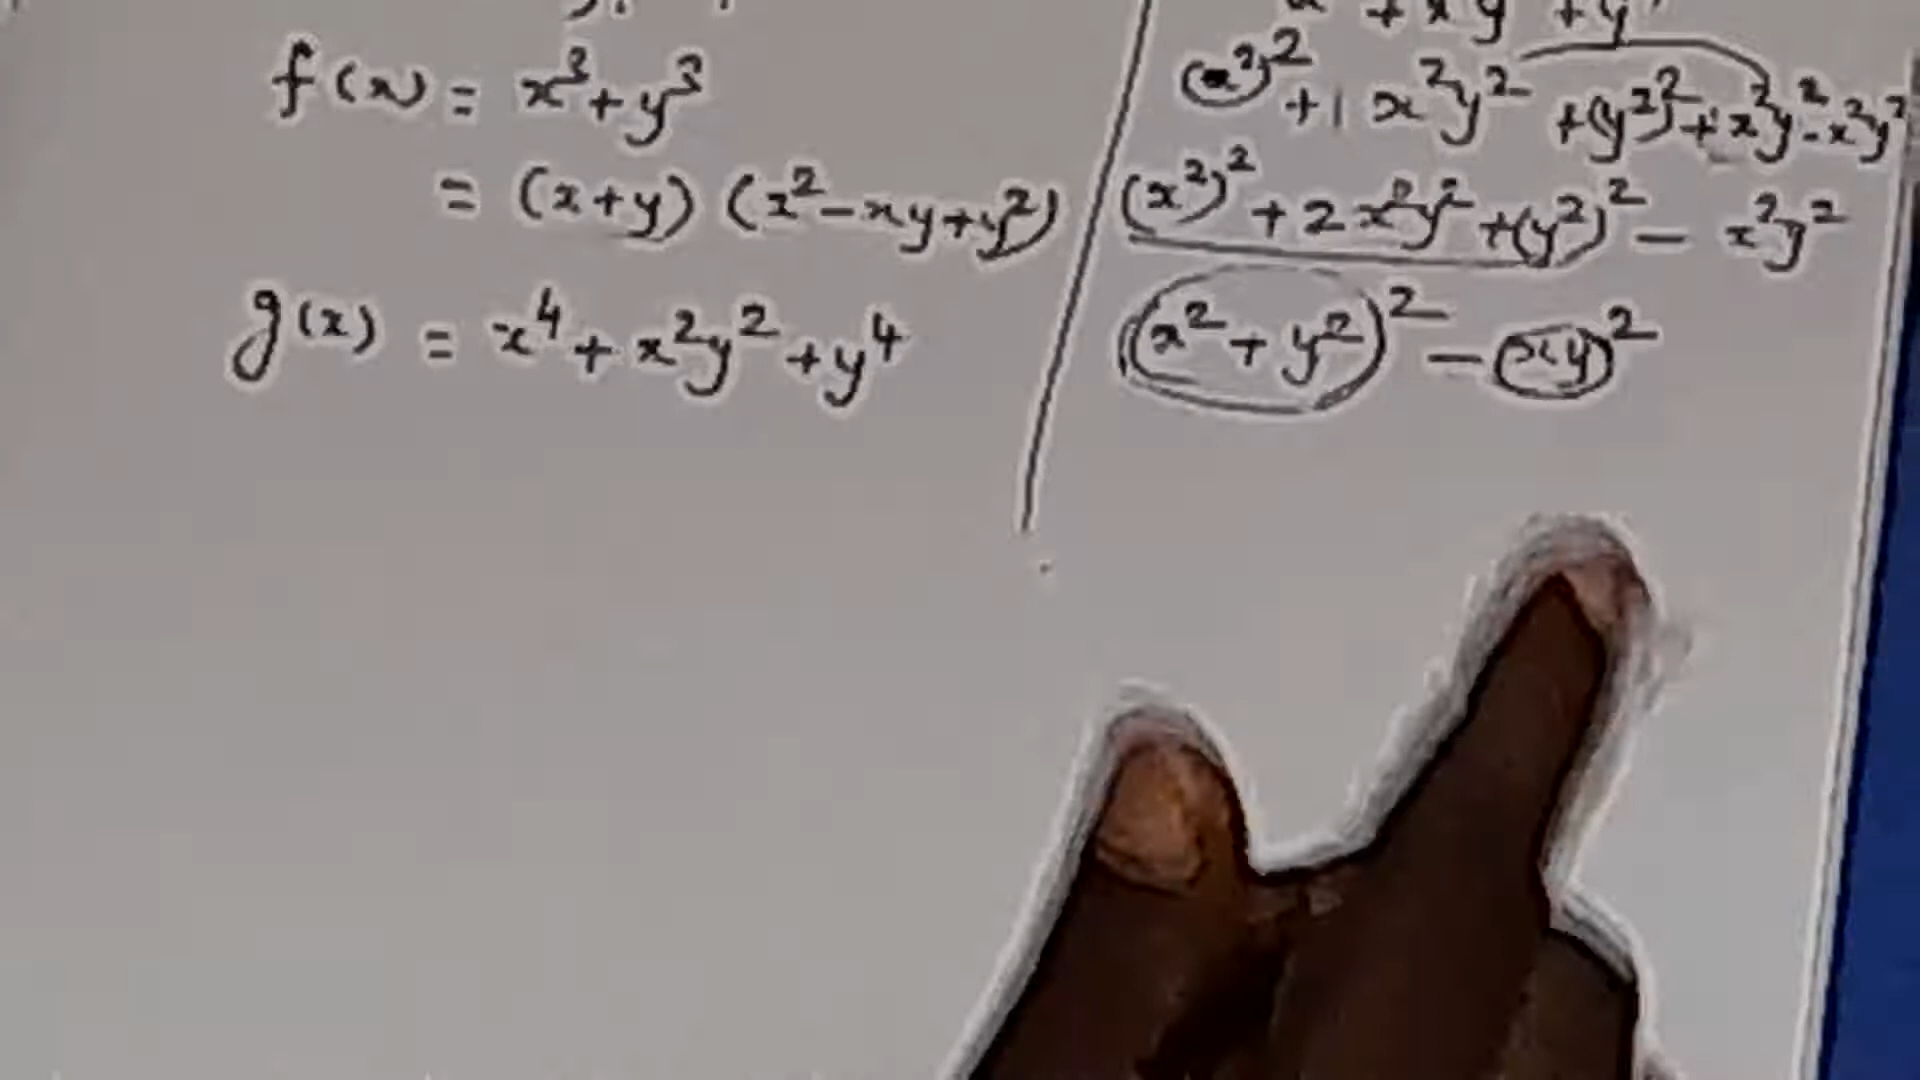 f(x) = x³+y³
= (x+y) (x²-xy+y²)
g(x) = x⁴ + x²y² + y⁴
(x²)² + 1 x²y² + (y²)² + x²y² - x²y²
(x²)² + 2x²y² + (y²)² - x²y²
(x² + y²)² - (xy)²